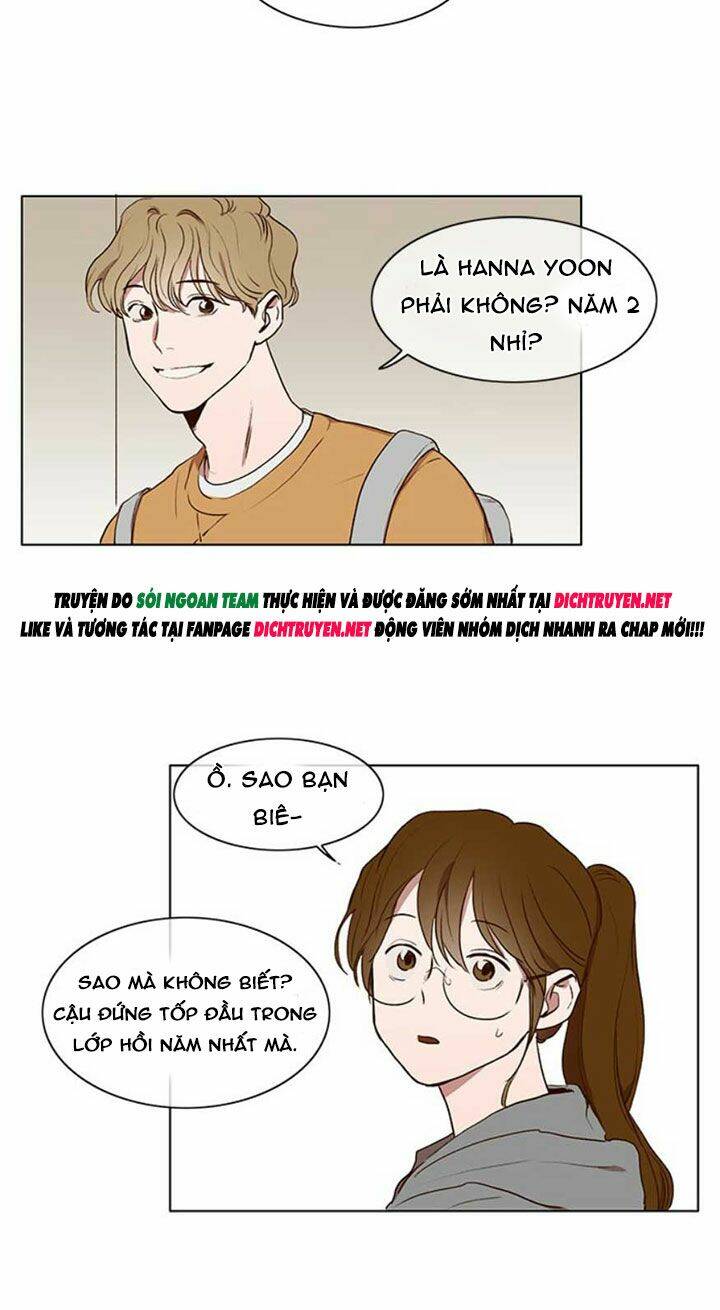 LÀ HANNA YOON
PHẢI KHÔNG? NĂM 2
NHỈ?
TRUYỆN DO SÓI NGOAN TEAM THỰC HIỆN VÀ ĐƯỢC ĐĂNG SỚM NHẤT TẠI DICHTRUYEN.NET
LIKE VÀ TƯƠNG TÁC TẠI FANPAGE DICHTRUYEN.NET ĐỘNG VIÊN NHÓM DỊCH NHANH RA CHAP MỚI!!!
Ồ. SAO BẠN
BIÊ-
SAO MÀ KHÔNG BIẾT?
CẬU ĐỨNG TỐP ĐẦU TRONG
LỚP HỒI NĂM NHẤT MÀ.